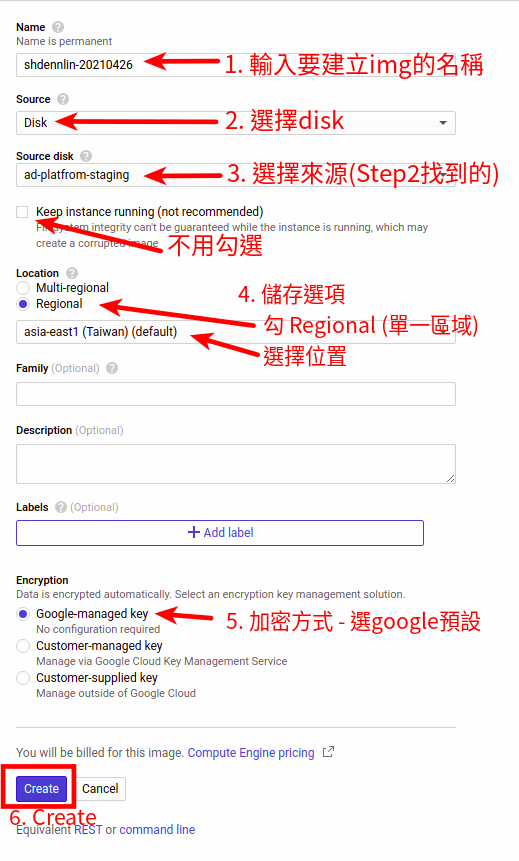 Name
Name is permanent
shdennlin-20210426
1. 輸入要建立img的名稱
Source
Disk
2. 選擇disk
Source disk
ad-platfrom-staging
3. 選擇來源(Step2找到的)
Keep instance running (not recommended)
File system integrity can't be guaranteed while the instance is running, which may
create a corrupted image
不用勾選
Location
Multi-regional
Regional
4. 儲存選項
勾 Regional (單一區域)
asia-east1 (Taiwan) (default)
選擇位置
Family (Optional)
Description (Optional)
Labels (Optional)
Add label
Encryption
Data is encrypted automatically. Select an encryption key management solution.
Google-managed key
No configuration required
5. 加密方式 - 選google預設
Customer-managed key
Manage via Google Cloud Key Management Service
Customer-supplied key
Manage outside of Google Cloud
You will be billed for this image. Compute Engine pricing
Create
Cancel
6. Create
Equivalent REST or command line